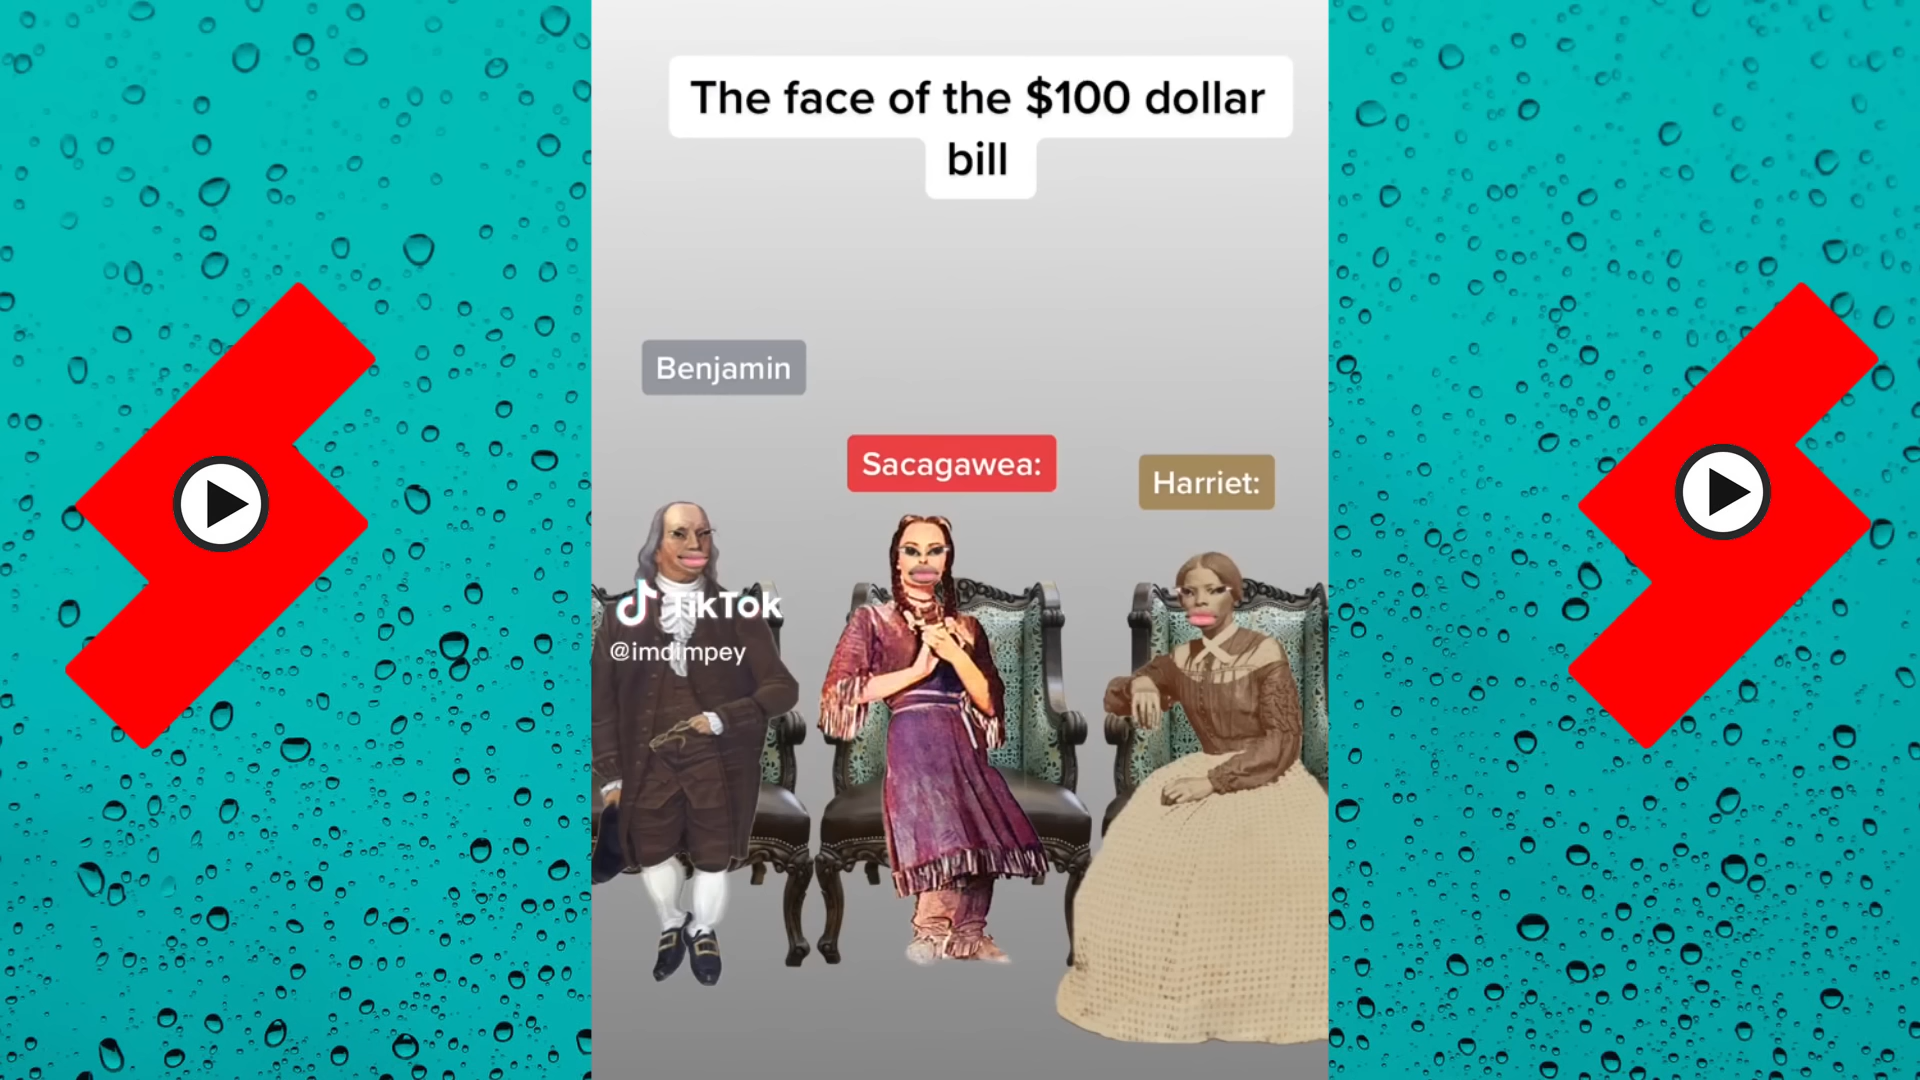 The face of the $100 dollar
bill
Benjamin
Sacagawea:
Harriet:
TikTok
@imdimpey